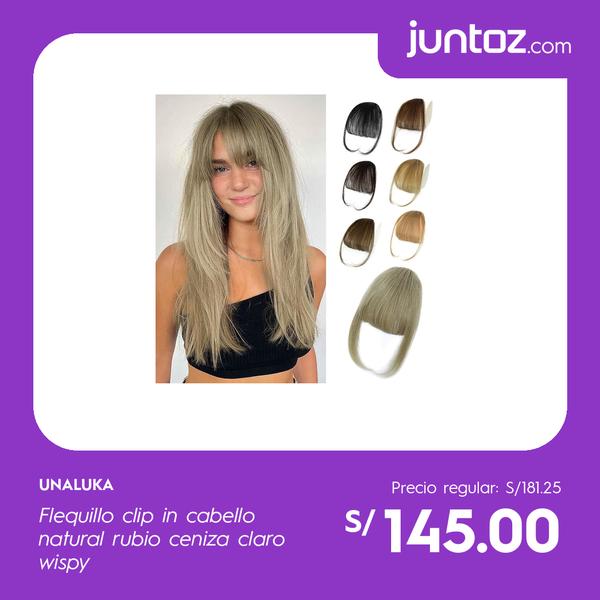 juntoz.com
UNALUKA
Flequillo clip in cabello
natural rubio ceniza claro
wispy
Precio regular: S/181.25
S/145.00